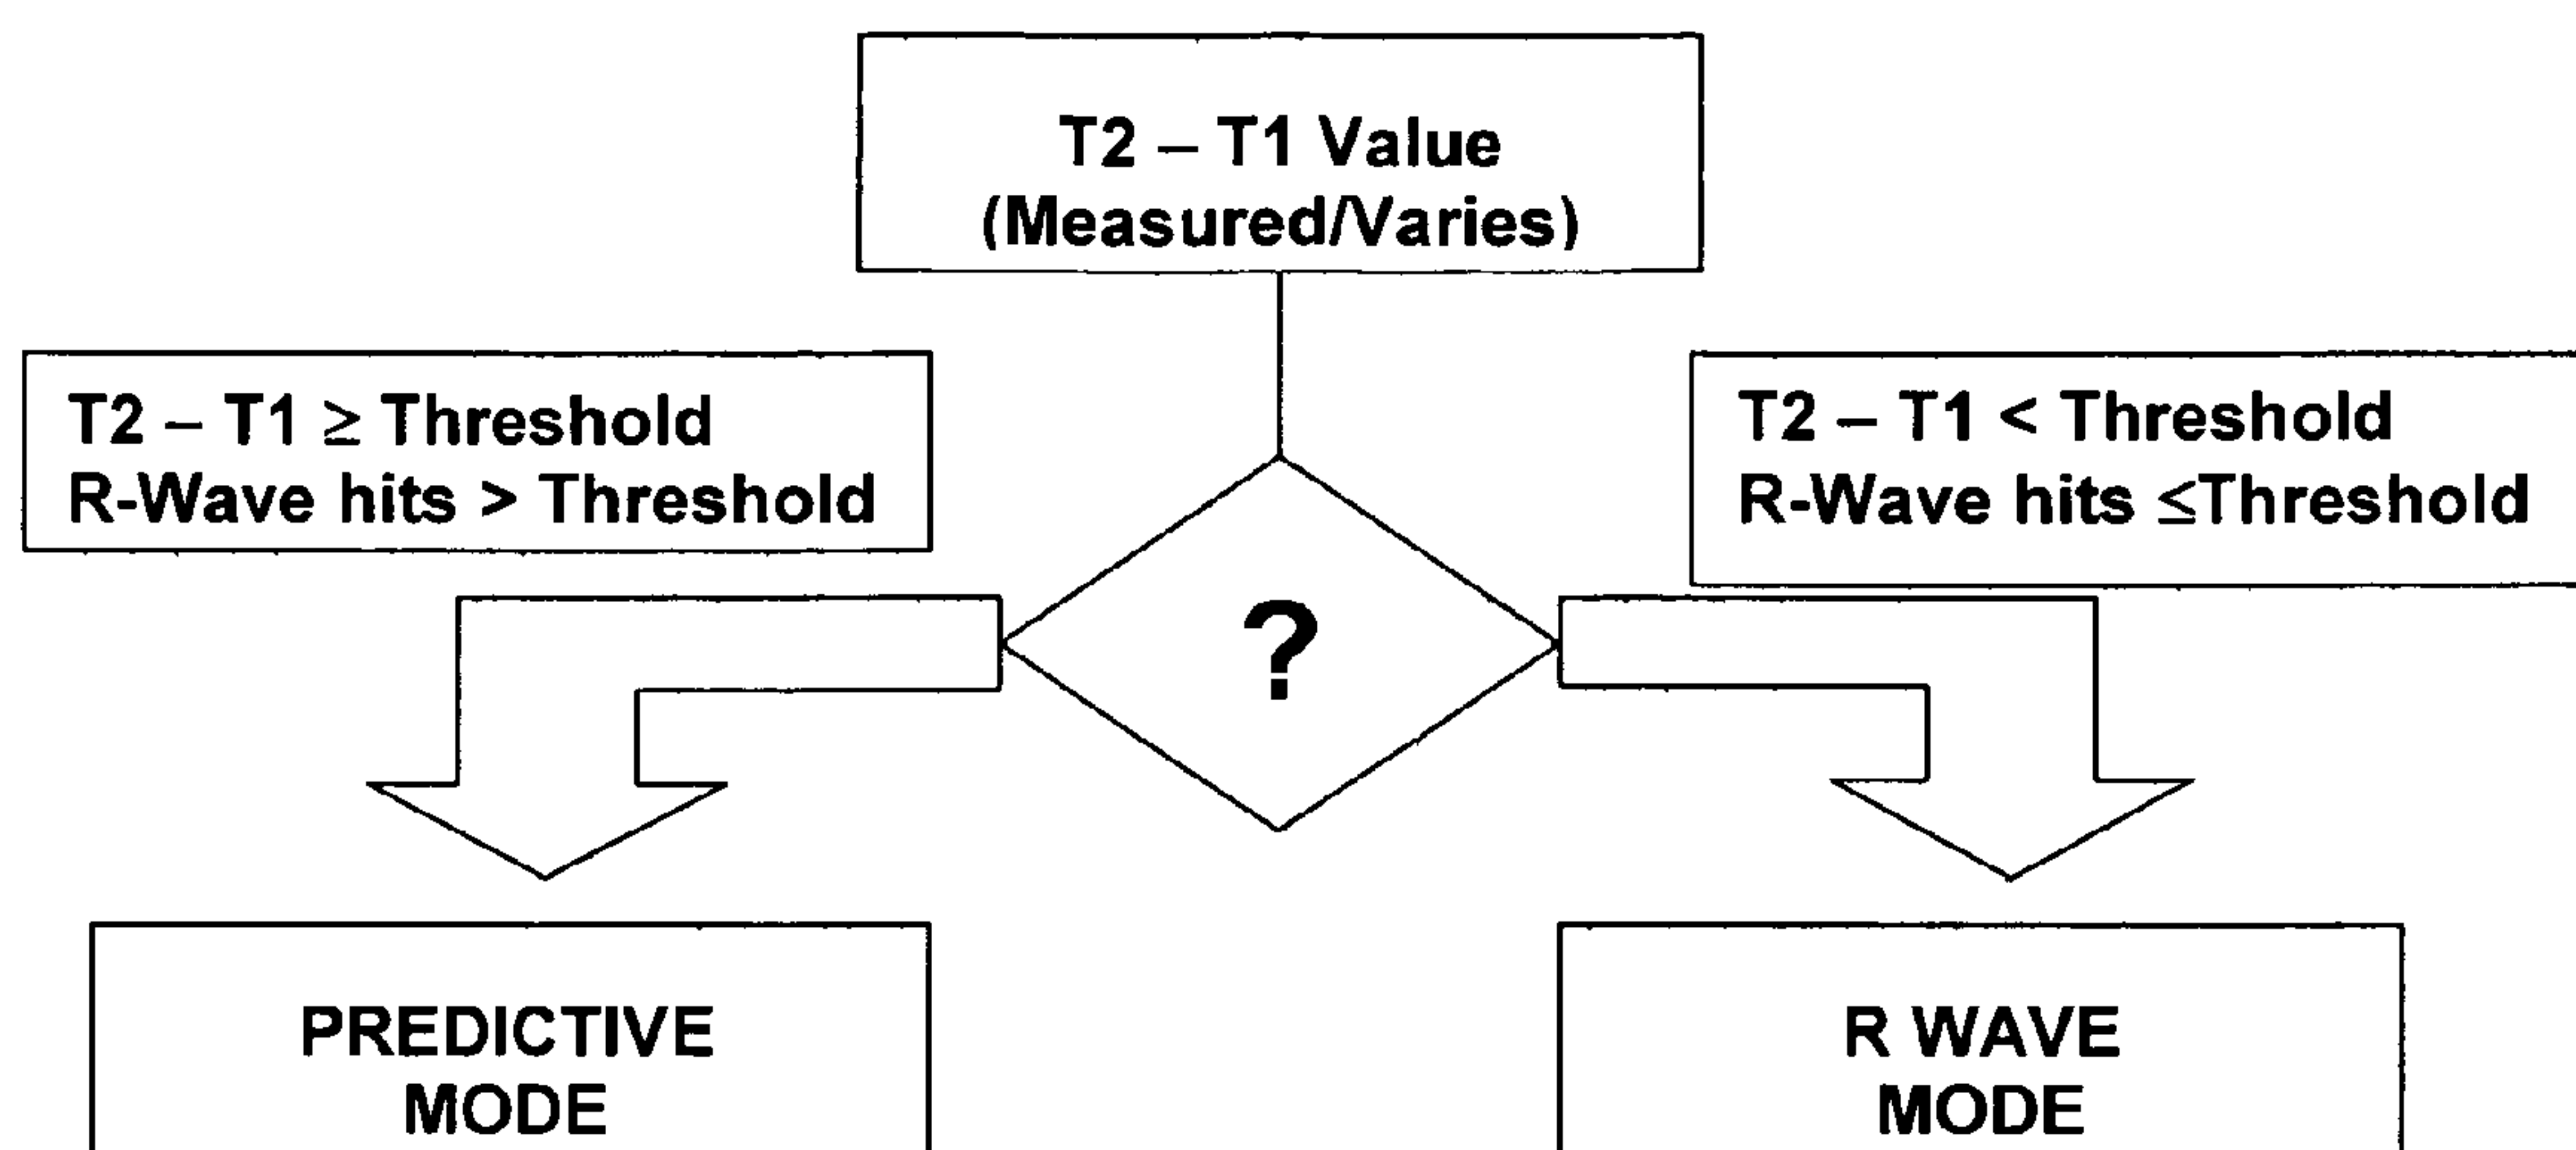 T2 – T1 Value
(Measured/Varies)
T2 – T1 ≥ Threshold
R-Wave hits > Threshold
T2 – T1 < Threshold
R-Wave hits ≤Threshold
?
PREDICTIVE
MODE
R WAVE
MODE